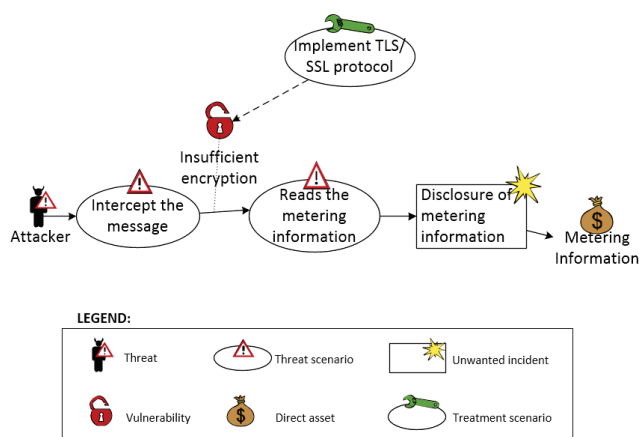 Implement TLS/
SSL protocol
Insufficient
encryption
Attacker
Intercept the
message
Reads the
metering
information
Disclosure of
metering
information
Metering
Information
LEGEND:
Threat
Threat scenario
Unwanted incident
Vulnerability
Direct asset
Treatment scenario